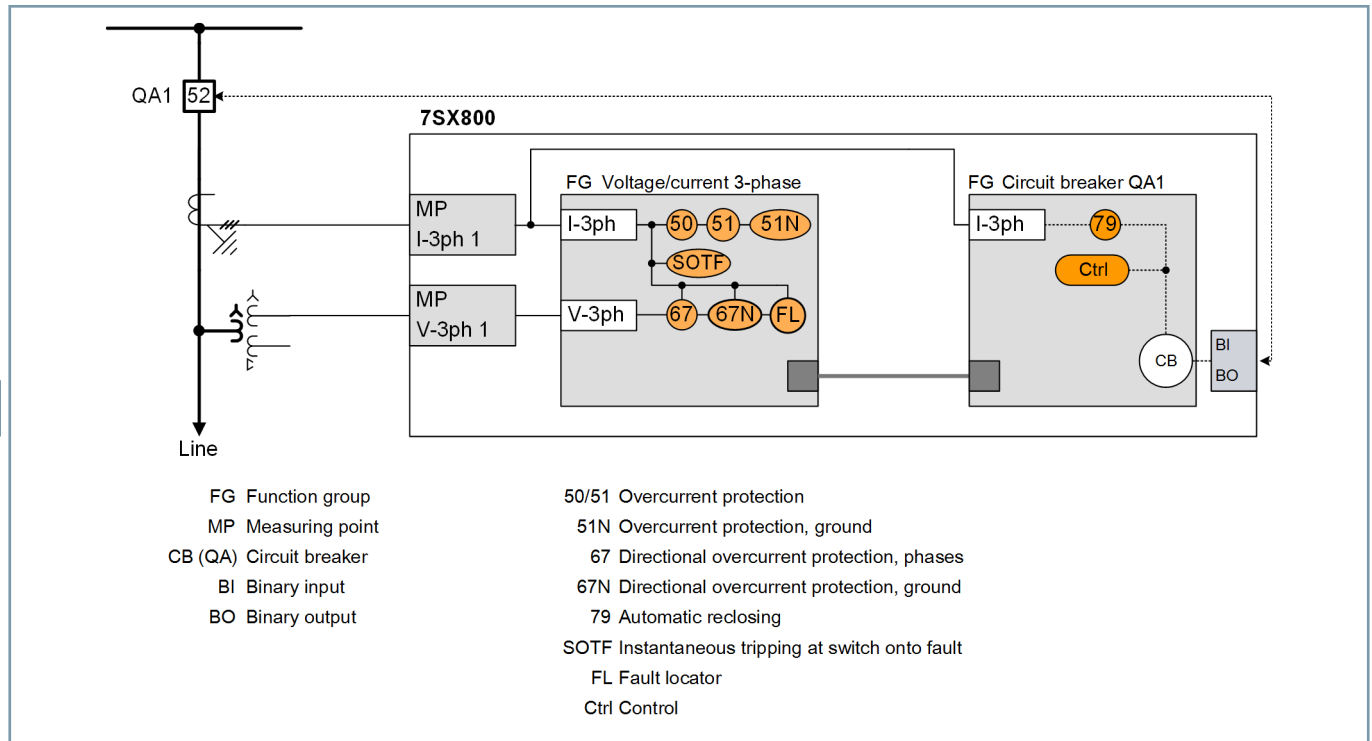 QA1 52
7SX800
FG Voltage/current 3-phase
FG Circuit breaker QA1
MP
I-3ph 1
I-3ph
50
51
51N
SOTF
I-3ph
79
Ctrl
MP
V-3ph 1
V-3ph
67
67N
FL
CB
BI
BO
Line
FG Function group
MP Measuring point
CB (QA) Circuit breaker
BI Binary input
BO Binary output
50/51 Overcurrent protection
51N Overcurrent protection, ground
67 Directional overcurrent protection, phases
67N Directional overcurrent protection, ground
79 Automatic reclosing
SOTF Instantaneous tripping at switch onto fault
FL Fault locator
Ctrl Control